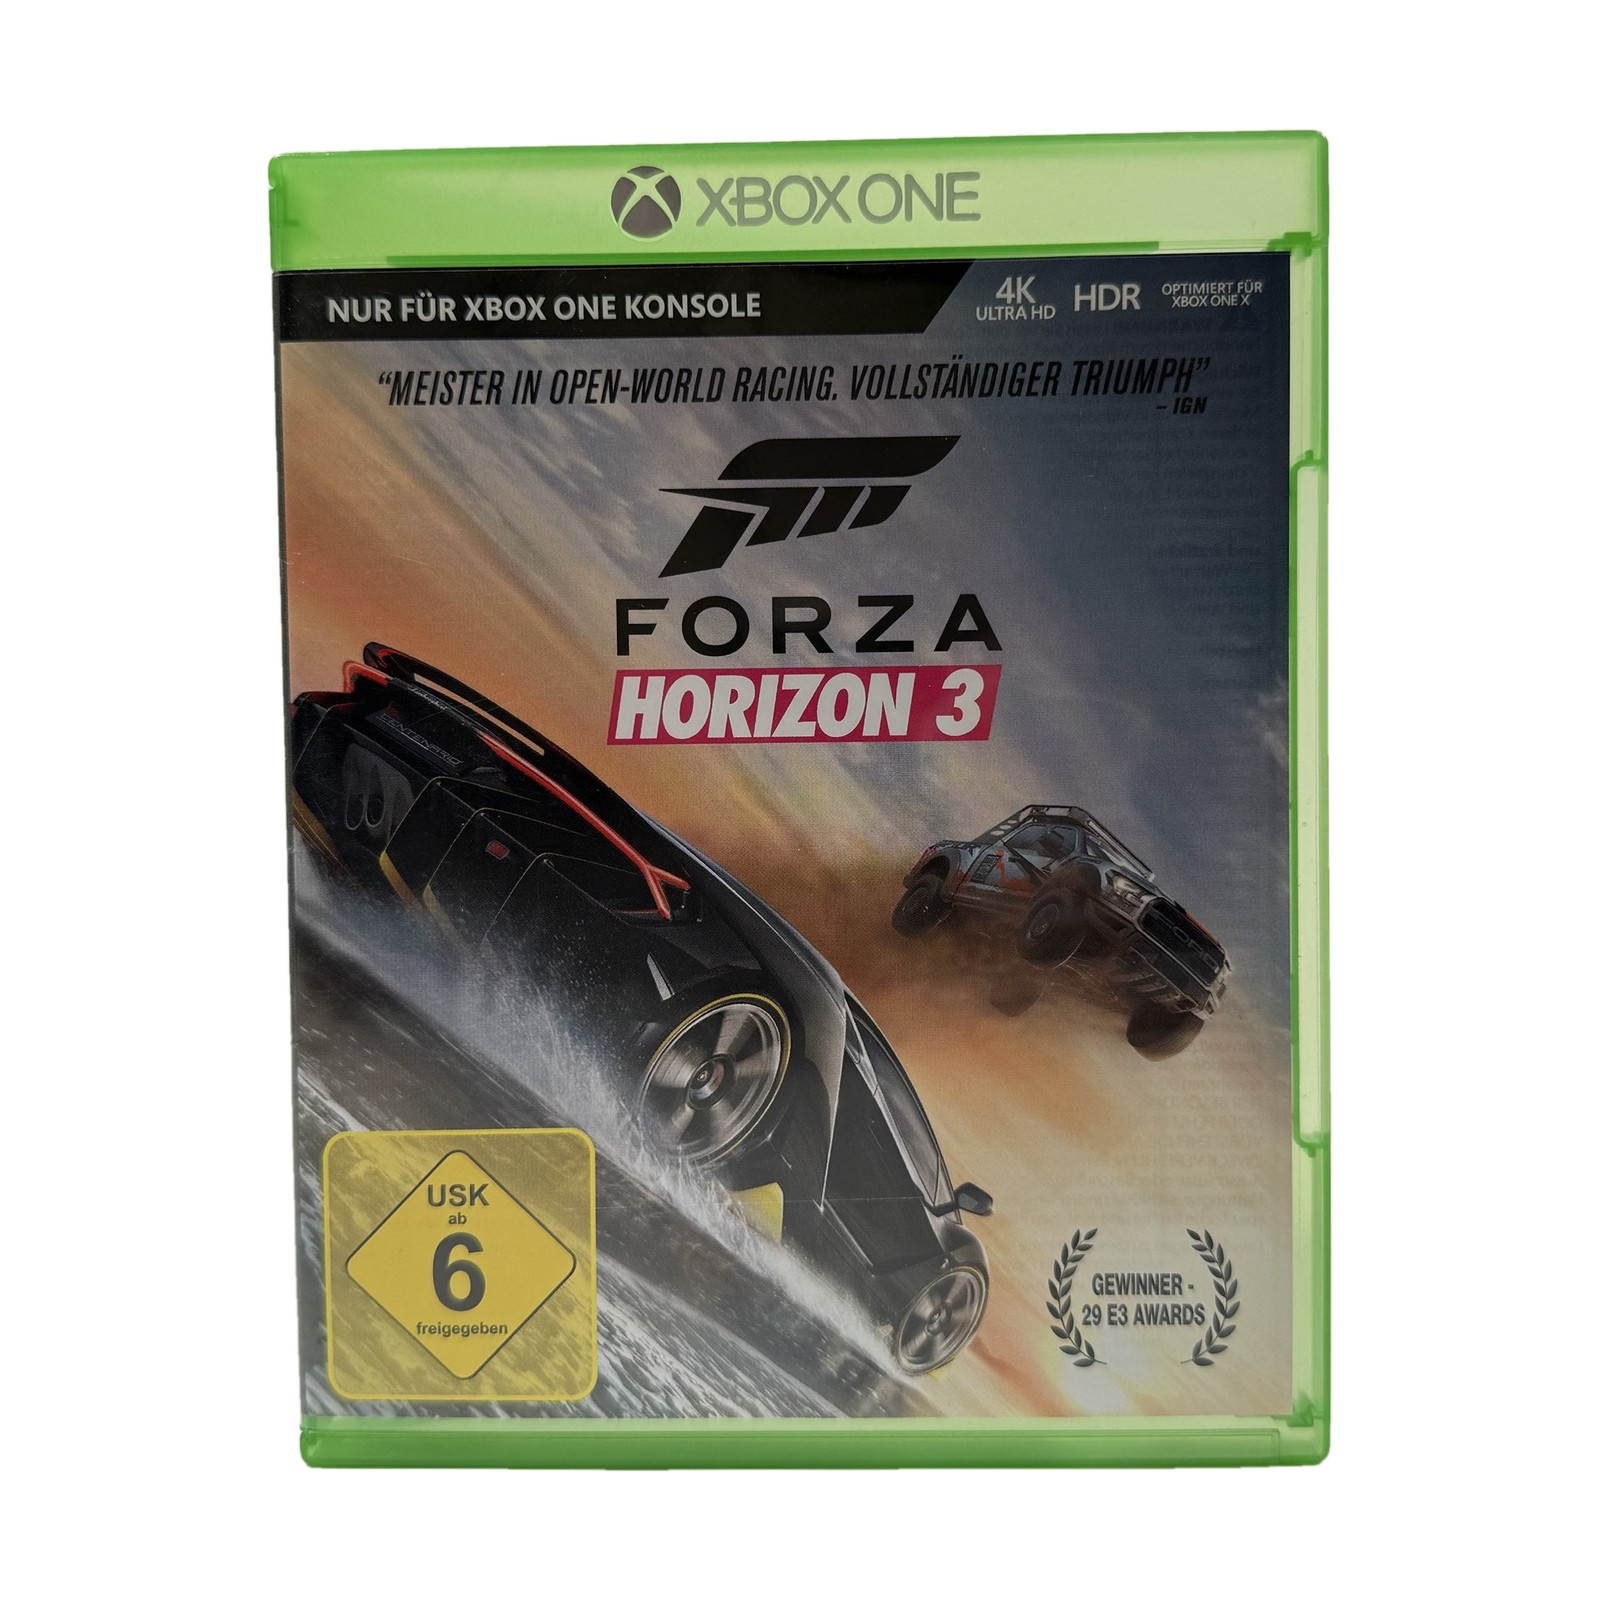 XBOX ONE
NUR FÜR XBOX ONE KONSOLE
4K
ULTRA HD
HDR
OPTIMIERT FÜR
XBOX ONE X
“MEISTER IN OPEN-WORLD RACING. VOLLSTÄNDIGER TRIUMPH”
– IGN
FORZA
HORIZON 3
CENTENARIO
USK
ab
6
freigegeben
GEWINNER -
29 E3 AWARDS